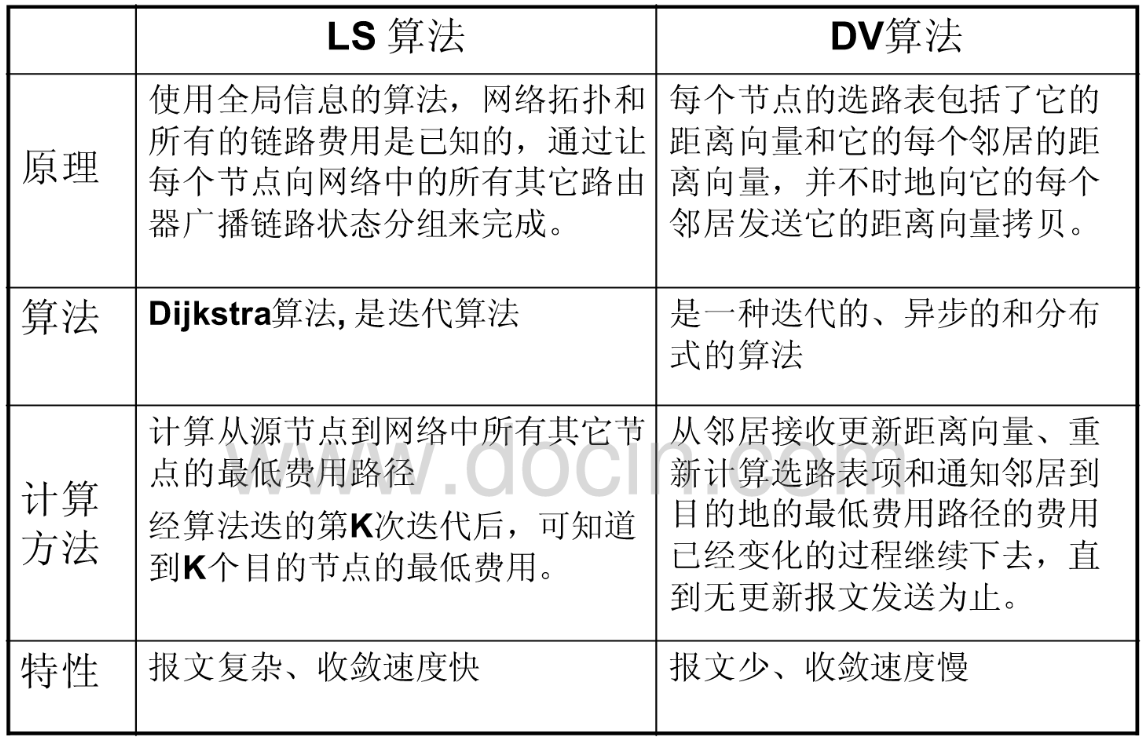 LS 算法
DV算法
原理
使用全局信息的算法，网络拓扑和
所有的链路费用是已知的，通过让
每个节点向网络中的所有其它路由
器广播链路状态分组来完成。
每个节点的选路表包括了它的
距离向量和它的每个邻居的距
离向量，并不时地向它的每个
邻居发送它的距离向量拷贝。
算法
Dijkstra算法, 是迭代算法
是一种迭代的、异步的和分布
式的算法
计算
方法
计算从源节点到网络中所有其它节
点的最低费用路径
经算法迭的第K次迭代后，可知道
到K个目的节点的最低费用。
从邻居接收更新距离向量、重
新计算选路表项和通知邻居到
目的地的最低费用路径的费用
已经变化的过程继续下去，直
到无更新报文发送为止。
特性
报文复杂、收敛速度快
报文少、收敛速度慢
www.docin.com